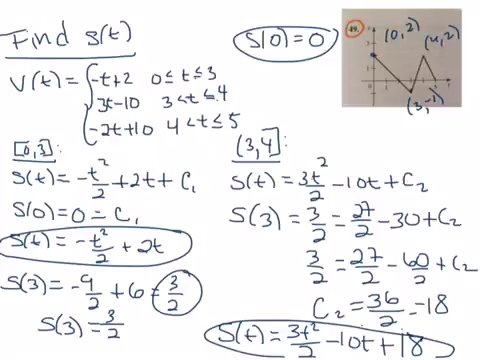 Find s(t)
S(0)=0
49.
(0,2)
(4,2)
(3,-1)
V(t) = { -t+2 0≤t≤3
3t-10 3<t≤4
-2t+10 4<t≤5
[0,3]:
S(t) = -t²/2 + 2t + C₁
S(0)=0 = C₁
S(t) = -t²/2 + 2t
S(3) = -9/2 + 6 = 3/2
S(3) = 3/2
(3,4]:
S(t) = 3t²/2 - 10t + C₂
S(3) = 3/2 = 27/2 - 30 + C₂
3/2 = 27/2 - 60/2 + C₂
C₂ = 36/2 = 18
S(t) = 3t²/2 - 10t + 18